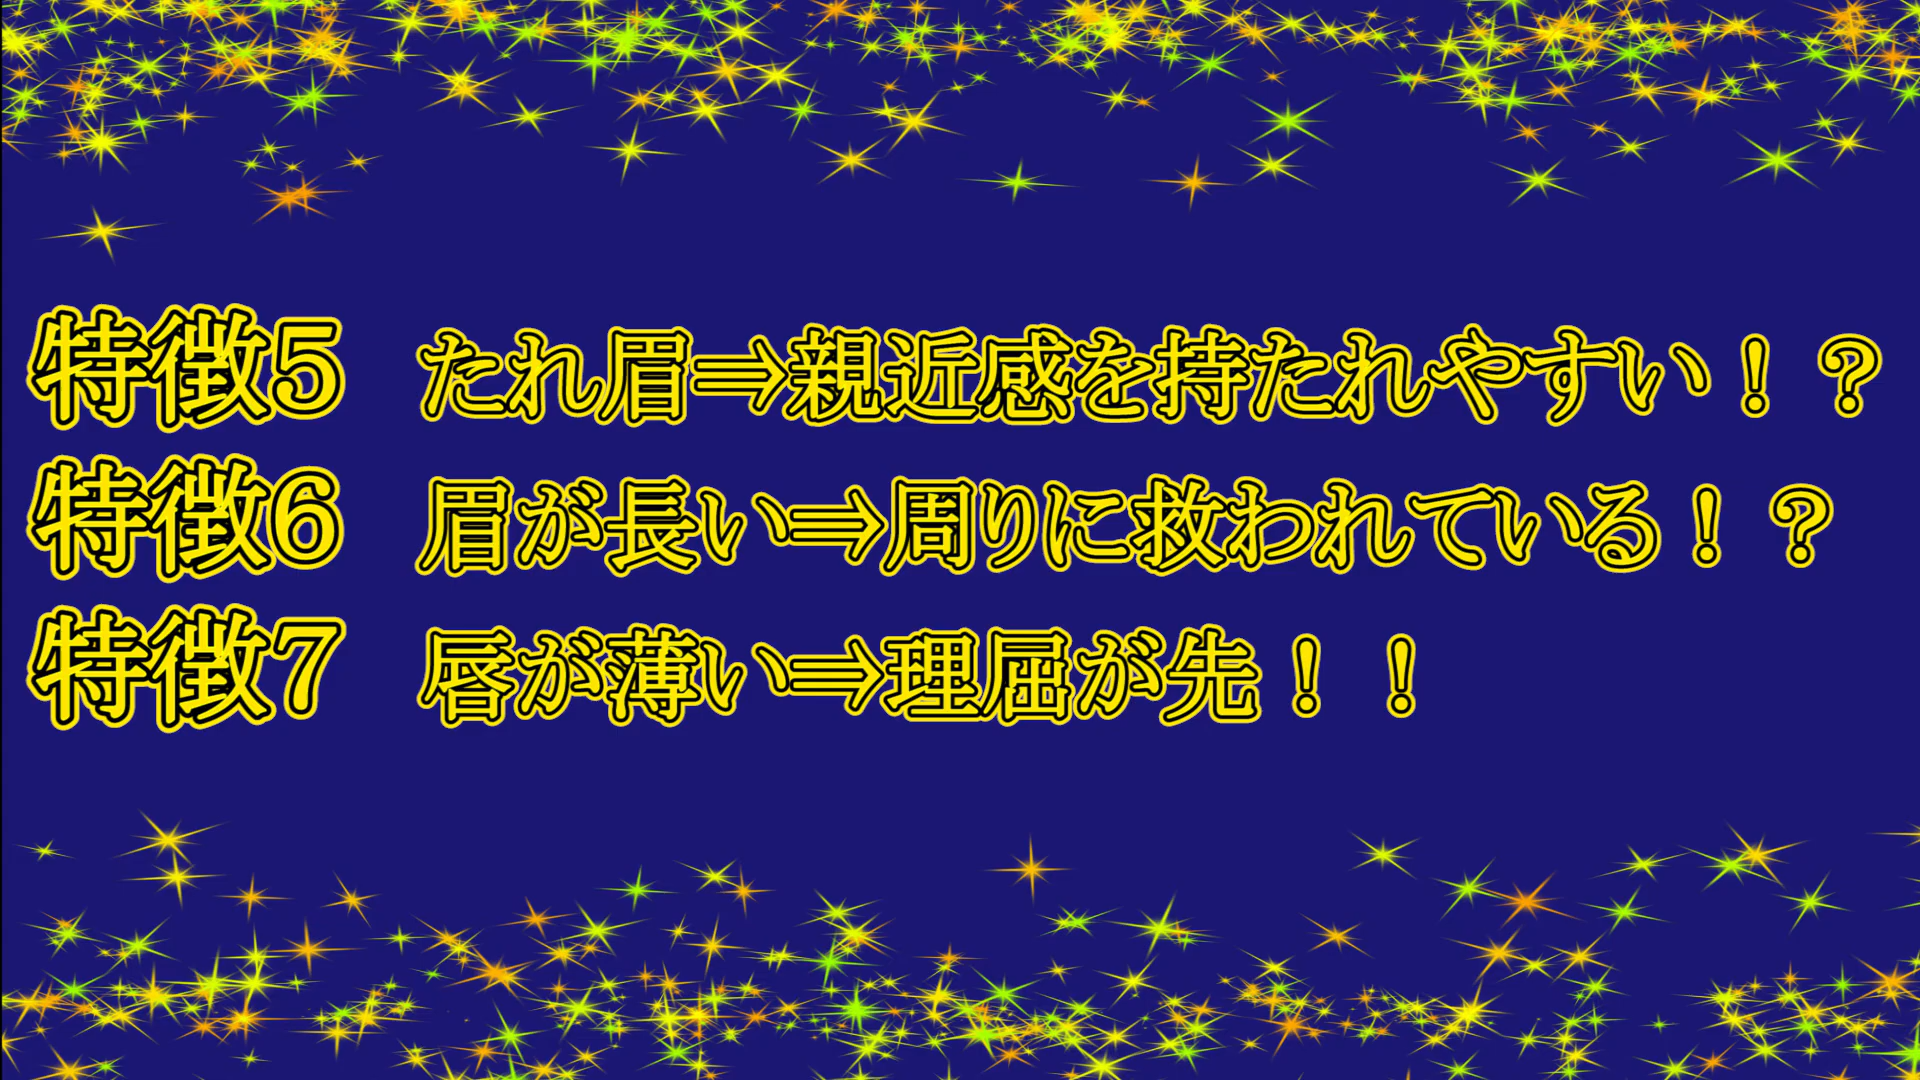 特徴5 たれ眉⇒親近感を持たれやすい！？
特徴6 眉が長い⇒周りに救われている！？
特徴7 唇が薄い⇒理屈が先！！